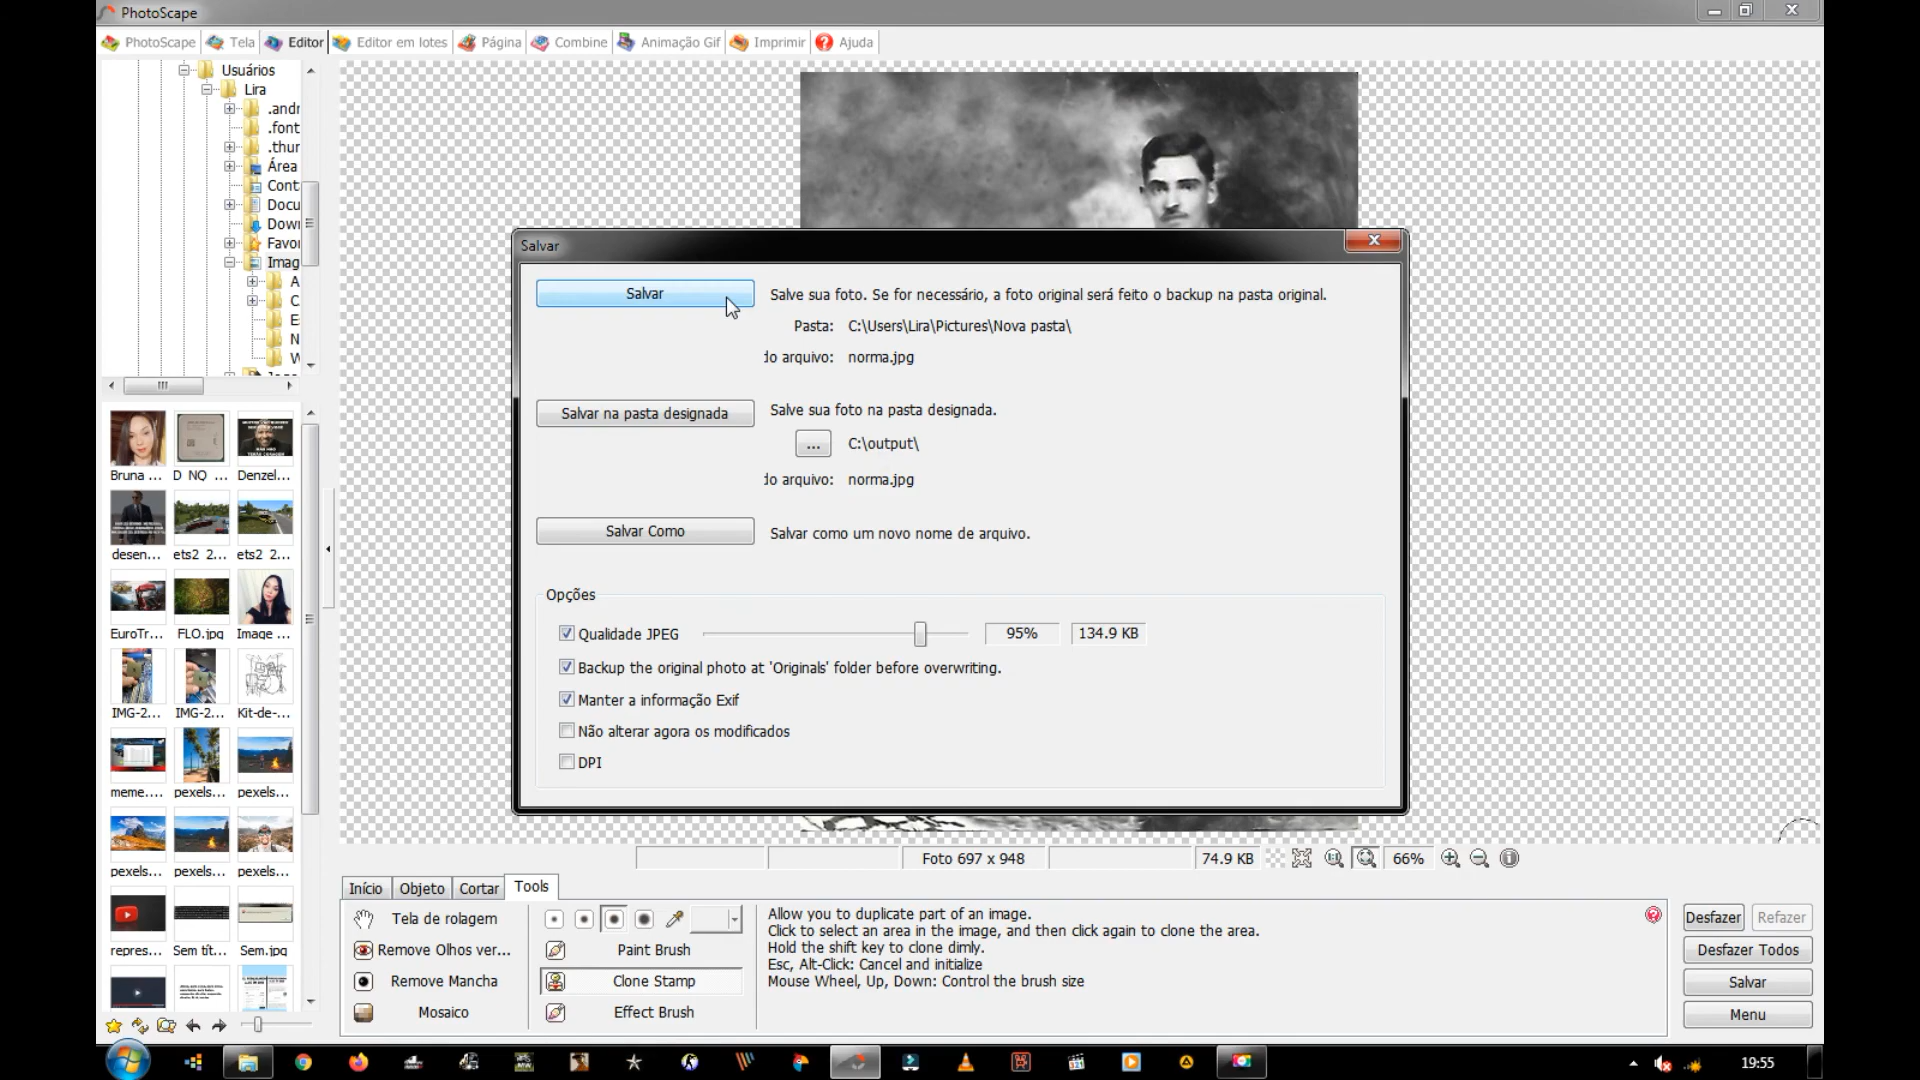 PhotoScape
PhotoScape
Tela
Editor
Editor em lotes
Página
Combine
Animação Gif
Imprimir
Ajuda
Usuários
Lira
.andr
.font
.thur
Área
Cont
Docu
Down
Favor
Imag
A
C
E
N
W
Bruna ...
D NQ ...
Denzel...
desen...
ets2 2...
ets2 2...
EuroTr...
FLO.jpg
Image ...
IMG-2...
IMG-2...
Kit-de-...
meme....
pexels...
pexels...
pexels...
pexels...
pexels...
repres...
Sem tít...
Sem.jpg
Salvar
Salvar
Salve sua foto. Se for necessário, a foto original será feito o backup na pasta original.
Pasta: C:\Users\Lira\Pictures\Nova pasta\
do arquivo: norma.jpg
Salvar na pasta designada
Salve sua foto na pasta designada.
... C:\output\
do arquivo: norma.jpg
Salvar Como
Salvar como um novo nome de arquivo.
Opções
Qualidade JPEG 95% 134.9 KB
Backup the original photo at 'Originals' folder before overwriting.
Manter a informação Exif
Não alterar agora os modificados
DPI
Foto 697 x 948
74.9 KB
66%
Início
Objeto
Cortar
Tools
Tela de rolagem
Remove Olhos ver...
Remove Mancha
Mosaico
Paint Brush
Clone Stamp
Effect Brush
Allow you to duplicate part of an image.
Click to select an area in the image, and then click again to clone the area.
Hold the shift key to clone dimly.
Esc, Alt-Click: Cancel and initialize
Mouse Wheel, Up, Down: Control the brush size
Desfazer
Refazer
Desfazer Todos
Salvar
Menu
19:55